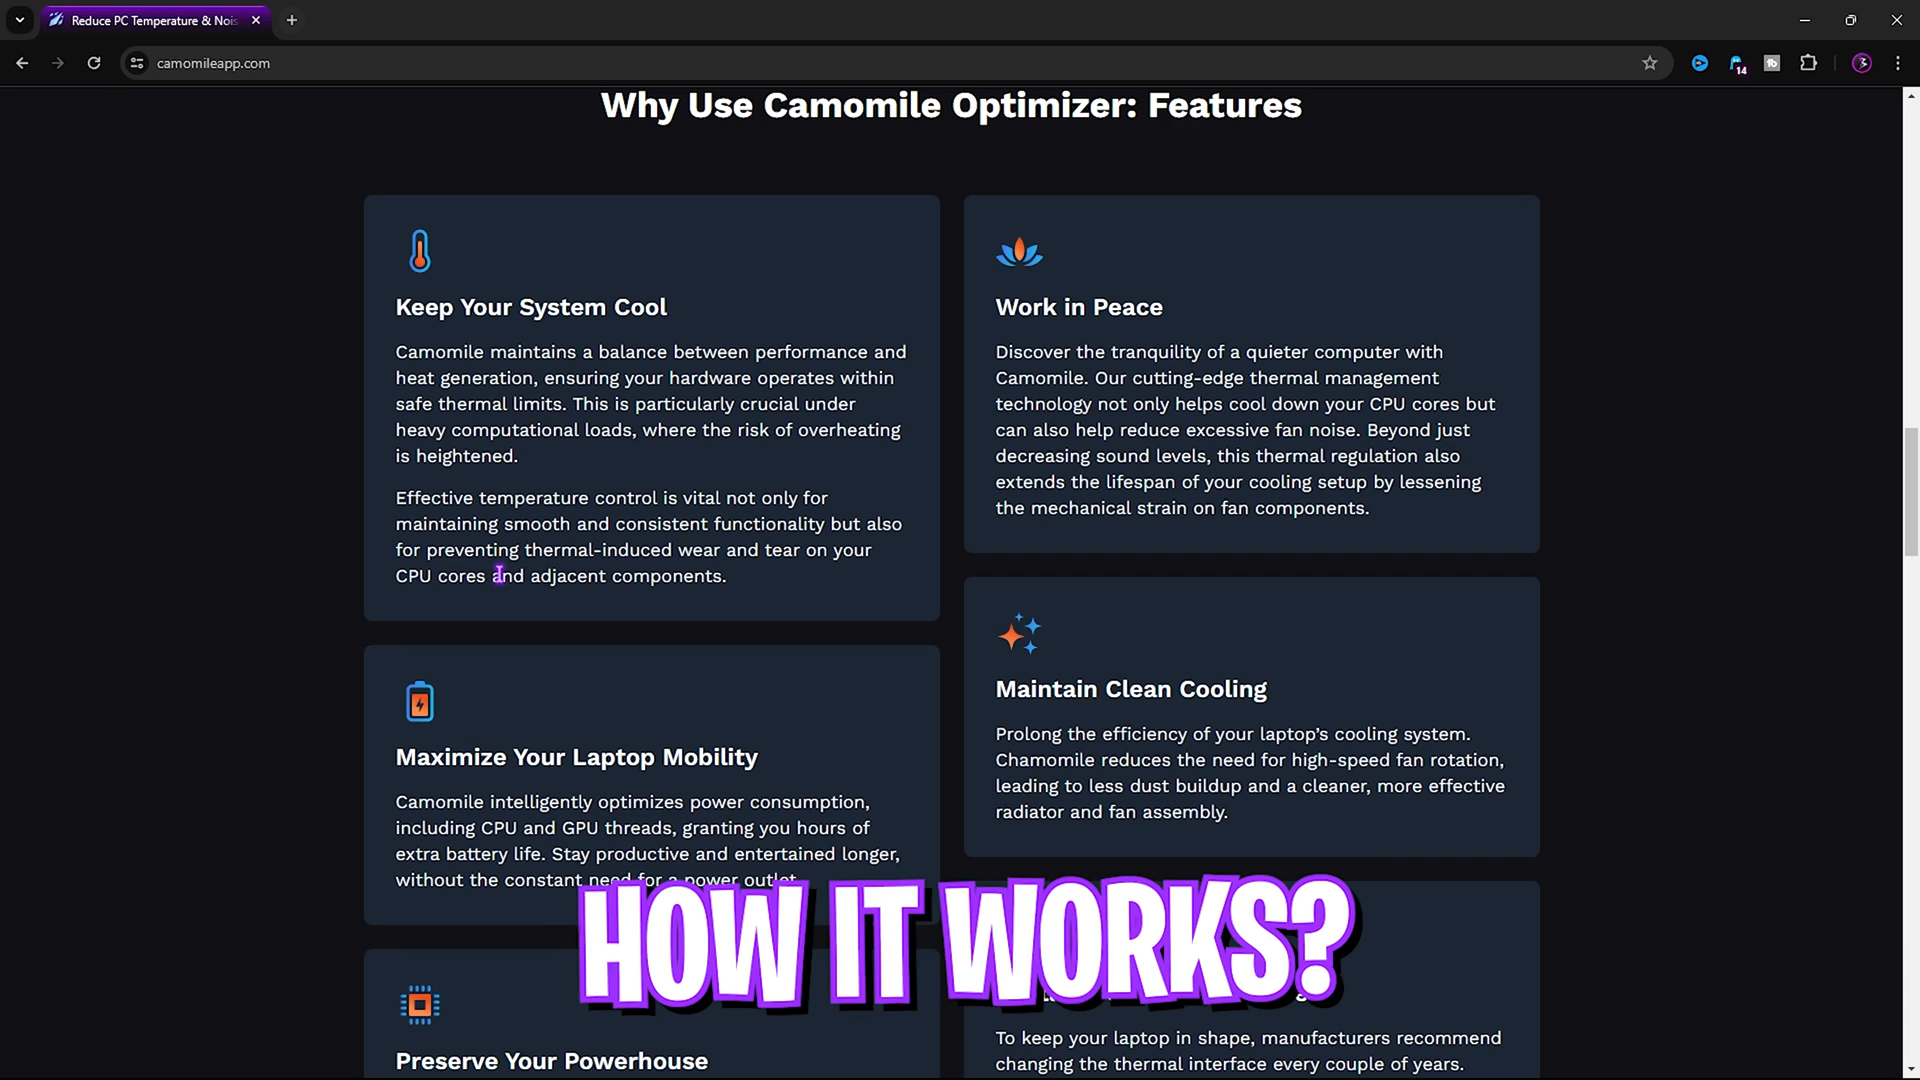 Reduce PC Temperature & Nois
camomileapp.com
14
Why Use Camomile Optimizer: Features
Keep Your System Cool
Camomile maintains a balance between performance and
heat generation, ensuring your hardware operates within
safe thermal limits. This is particularly crucial under
heavy computational loads, where the risk of overheating
is heightened.
Effective temperature control is vital not only for
maintaining smooth and consistent functionality but also
for preventing thermal-induced wear and tear on your
CPU cores and adjacent components.
Work in Peace
Discover the tranquility of a quieter computer with
Camomile. Our cutting-edge thermal management
technology not only helps cool down your CPU cores but
can also help reduce excessive fan noise. Beyond just
decreasing sound levels, this thermal regulation also
extends the lifespan of your cooling setup by lessening
the mechanical strain on fan components.
Maximize Your Laptop Mobility
Camomile intelligently optimizes power consumption,
including CPU and GPU threads, granting you hours of
extra battery life. Stay productive and entertained longer,
without the constant need for a power outlet.
Maintain Clean Cooling
Prolong the efficiency of your laptop's cooling system.
Chamomile reduces the need for high-speed fan rotation,
leading to less dust buildup and a cleaner, more effective
radiator and fan assembly.
HOW IT WORKS?
Preserve Your Powerhouse
To keep your laptop in shape, manufacturers recommend
changing the thermal interface every couple of years.